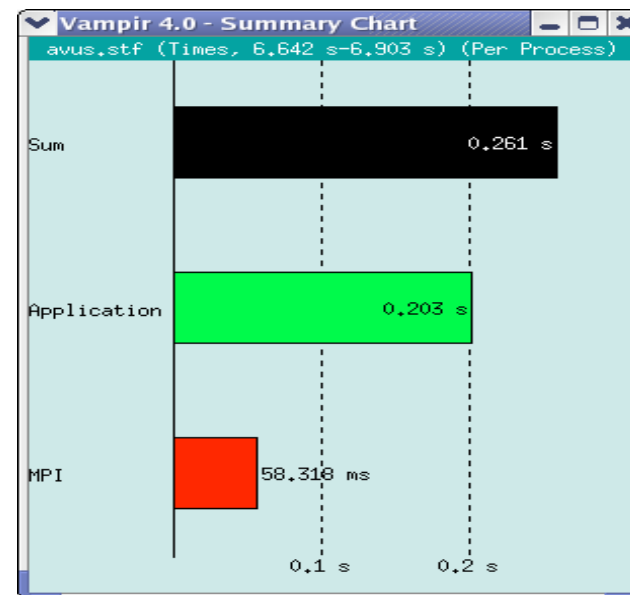 Vampir 4.0 - Summary Chart
avus.stf (Times, 6.642 s-6.903 s) (Per Process)
Sum
0.261 s
Application
0.203 s
MPI
58.318 ms
0.1 s
0.2 s